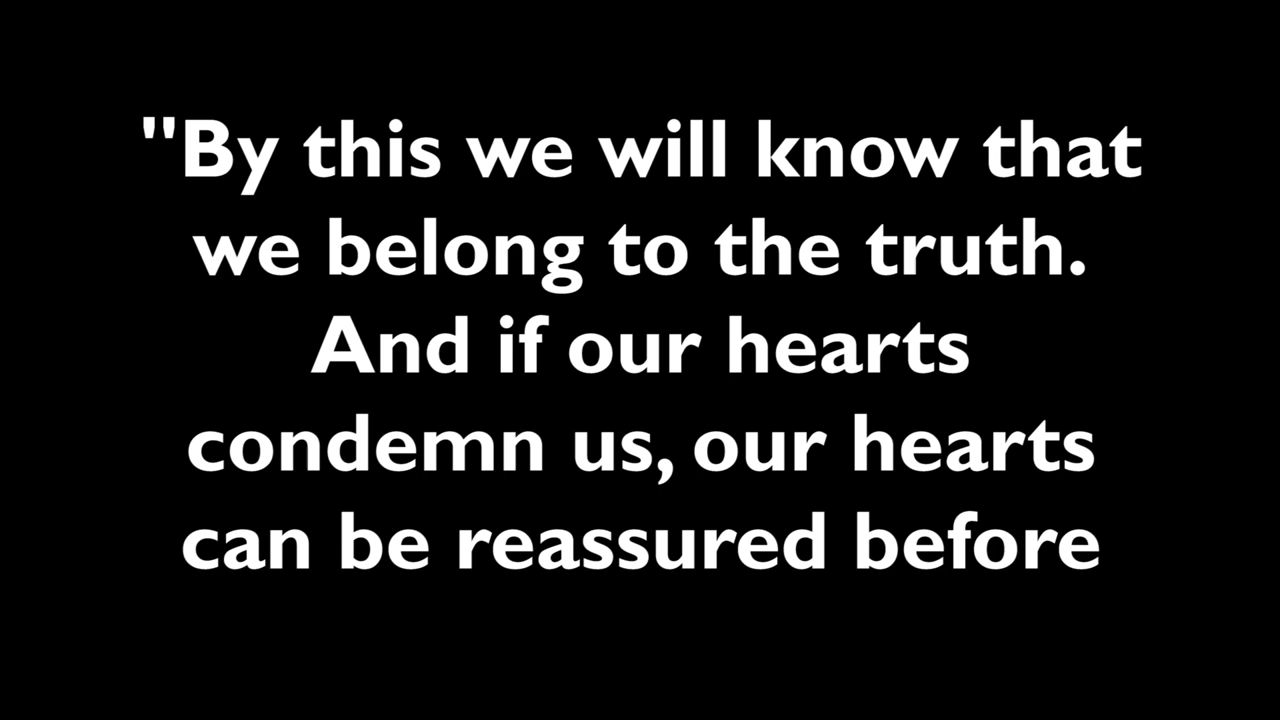 "By this we will know that
we belong to the truth.
And if our hearts
condemn us, our hearts
can be reassured before